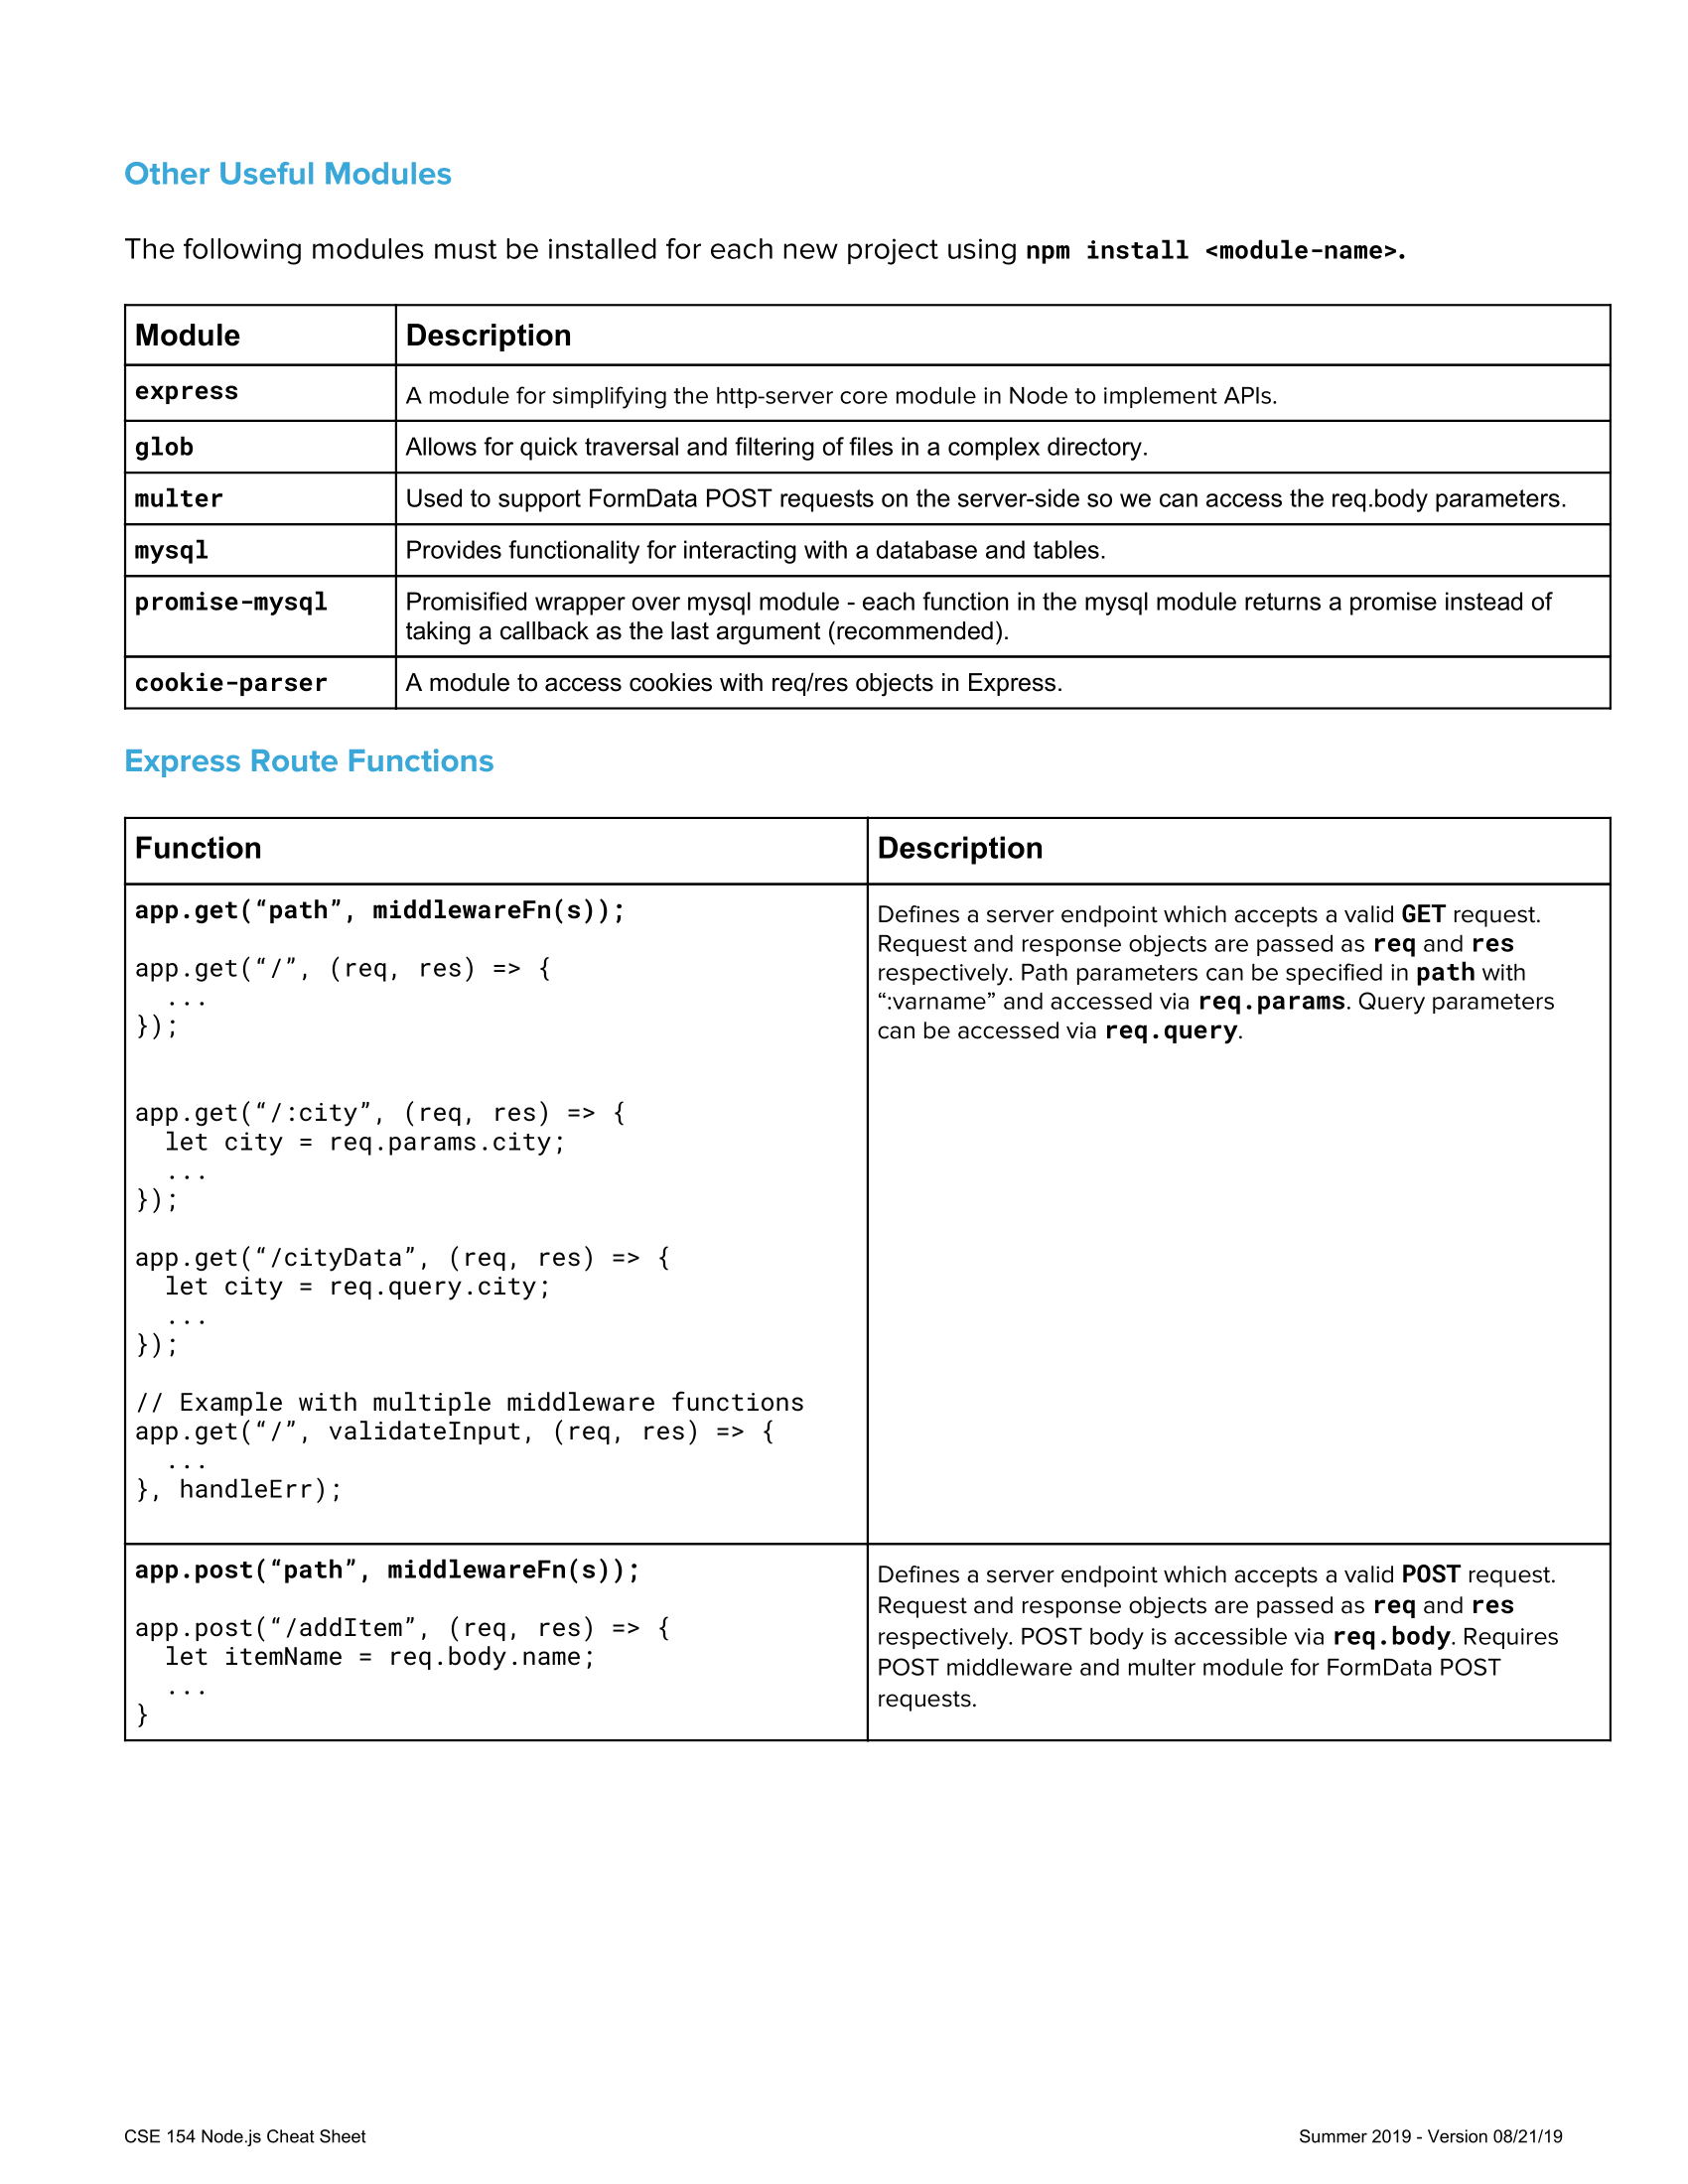 Other Useful Modules
The following modules must be installed for each new project using npm install <module-name>.
Module Description
express A module for simplifying the http-server core module in Node to implement APIs.
glob Allows for quick traversal and filtering of files in a complex directory.
multer Used to support FormData POST requests on the server-side so we can access the req.body parameters.
mysql Provides functionality for interacting with a database and tables.
promise-mysql Promisified wrapper over mysql module - each function in the mysql module returns a promise instead of
taking a callback as the last argument (recommended).
cookie-parser A module to access cookies with req/res objects in Express.
Express Route Functions
Function Description
app.get(“path”, middlewareFn(s));
app.get(“/”, (req, res) => {
  ...
});
app.get(“/:city”, (req, res) => {
  let city = req.params.city;
  ...
});
app.get(“/cityData”, (req, res) => {
  let city = req.query.city;
  ...
});
// Example with multiple middleware functions
app.get(“/”, validateInput, (req, res) => {
  ...
}, handleErr);
Defines a server endpoint which accepts a valid GET request.
Request and response objects are passed as req and res
respectively. Path parameters can be specified in path with
“:varname” and accessed via req.params. Query parameters
can be accessed via req.query.
app.post(“path”, middlewareFn(s));
app.post(“/addItem”, (req, res) => {
  let itemName = req.body.name;
  ...
}
Defines a server endpoint which accepts a valid POST request.
Request and response objects are passed as req and res
respectively. POST body is accessible via req.body. Requires
POST middleware and multer module for FormData POST
requests.
CSE 154 Node.js Cheat Sheet Summer 2019 - Version 08/21/19